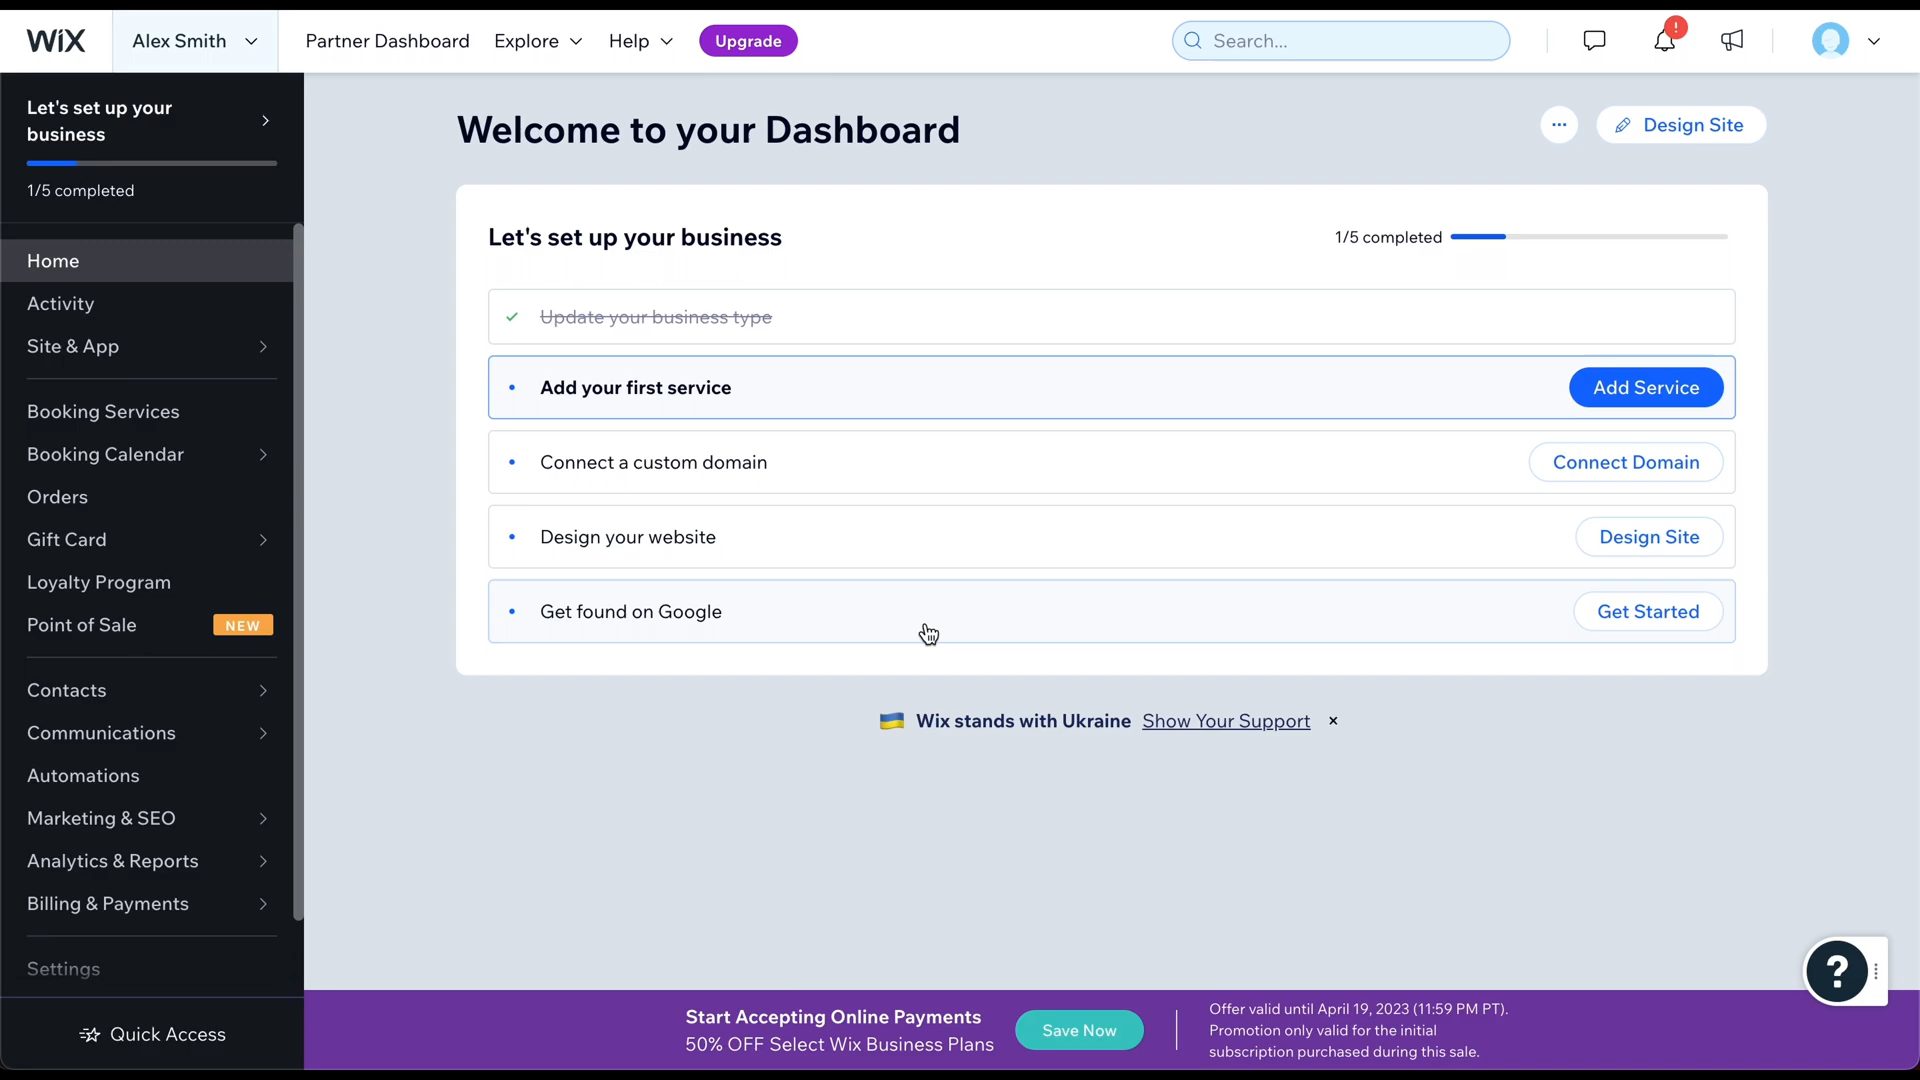 WiX
Alex Smith
Partner Dashboard
Explore
Help
Upgrade
Search...
!
Let's set up your
business
1/5 completed
Home
Activity
Site & App
Booking Services
Booking Calendar
Orders
Gift Card
Loyalty Program
Point of Sale
NEW
Contacts
Communications
Automations
Marketing & SEO
Analytics & Reports
Billing & Payments
Settings
Quick Access
Welcome to your Dashboard
Design Site
Let's set up your business
1/5 completed
Update your business type
Add your first service
Add Service
Connect a custom domain
Connect Domain
Design your website
Design Site
Get found on Google
Get Started
Wix stands with Ukraine Show Your Support
?
Start Accepting Online Payments
50% OFF Select Wix Business Plans
Save Now
Offer valid until April 19, 2023 (11:59 PM PT).
Promotion only valid for the initial
subscription purchased during this sale.